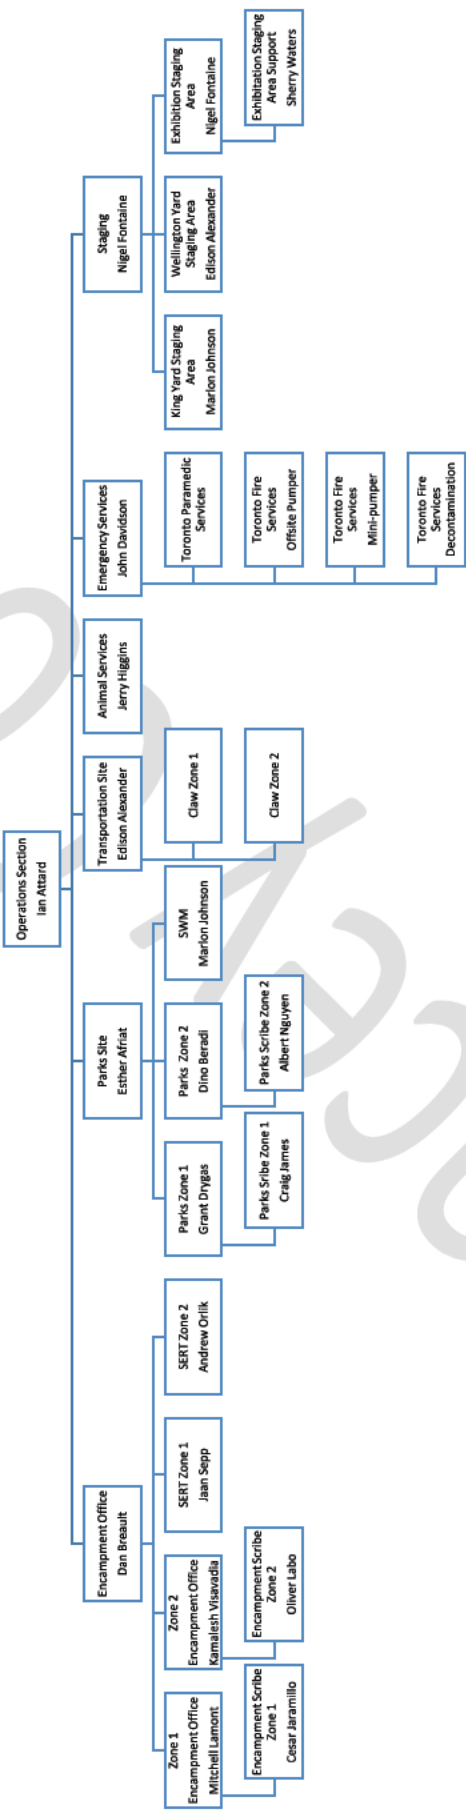 Operations Section
Ian Attard
Encampment Office
Dan Breault
Parks Site
Esther Afriat
Transportation Site
Edison Alexander
Animal Services
Jerry Higgins
Emergency Services
John Davidson
Staging
Nigel Fontaine
Zone 1
Encampment Office
Mitchell Lamont
Zone 2
Encampment Office
Kamalesh Visavadia
SERT Zone 1
Jaan Sepp
SERT Zone 2
Andrew Orlik
Parks Zone 1
Grant Drygas
Parks Zone 2
Dino Beradi
SWM
Marlon Johnson
Claw Zone 1
Toronto Paramedic
Services
King Yard Staging
Area
Marlon Johnson
Wellington Yard
Staging Area
Edison Alexander
Exhibition Staging
Area
Nigel Fontaine
Encampment Scribe
Zone 1
Cesar Jaramillo
Encampment Scribe
Zone 2
Oliver Labo
Parks Sribe Zone 1
Craig James
Parks Scribe Zone 2
Albert Nguyen
Claw Zone 2
Toronto Fire
Services
Offsite Pumper
Exhibitation Staging
Area Support
Sherry Waters
Toronto Fire
Services
Mini-pumper
Toronto Fire
Services
Decontamination